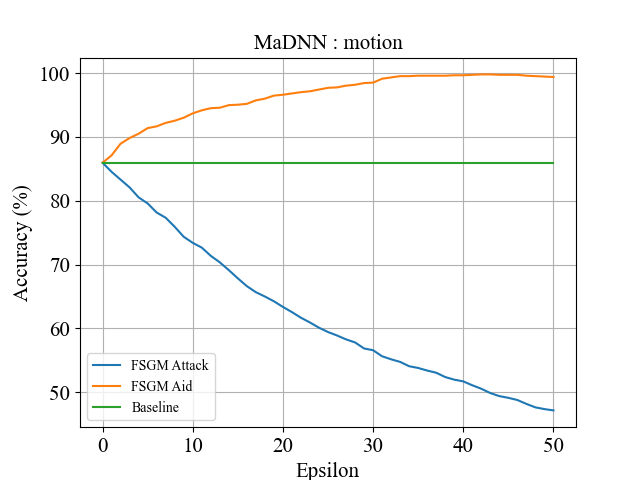 MaDNN : motion
Accuracy (%)
100
90
80
70
60
50
FSGM Attack
FSGM Aid
Baseline
0 10 20 30 40 50
Epsilon